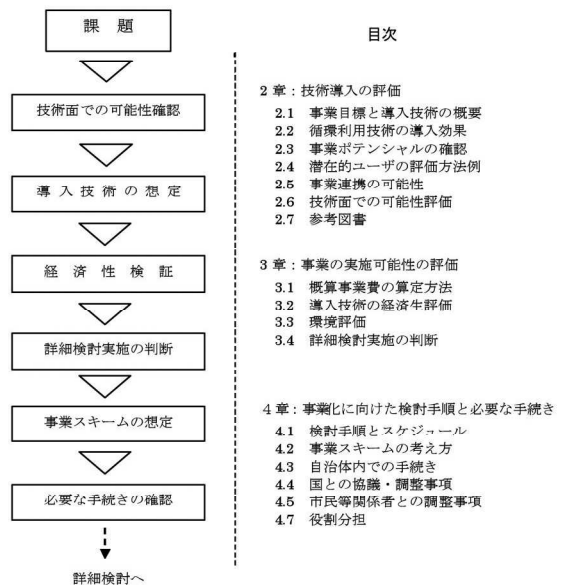 課 題
技術面での可能性確認
導 入 技 術 の 想 定
経 済 性 検 証
詳細検討実施の判断
事業スキームの想定
必要な手続きの確認
詳細検討へ
目次
2 章：技術導入の評価
2.1 事業目標と導入技術の概要
2.2 循環利用技術の導入効果
2.3 事業ポテンシャルの確認
2.4 潜在的ユーザの評価方法例
2.5 事業連携の可能性
2.6 技術面での可能性評価
2.7 参考図書
3 章：事業の実施可能性の評価
3.1 概算事業費の算定方法
3.2 導入技術の経済生評価
3.3 環境評価
3.4 詳細検討実施の判断
4 章：事業化に向けた検討手順と必要な手続き
4.1 検討手順とスケジュール
4.2 事業スキームの考え方
4.3 自治体内での手続き
4.4 国との協議・調整事項
4.5 市民等関係者との調整事項
4.7 役割分担